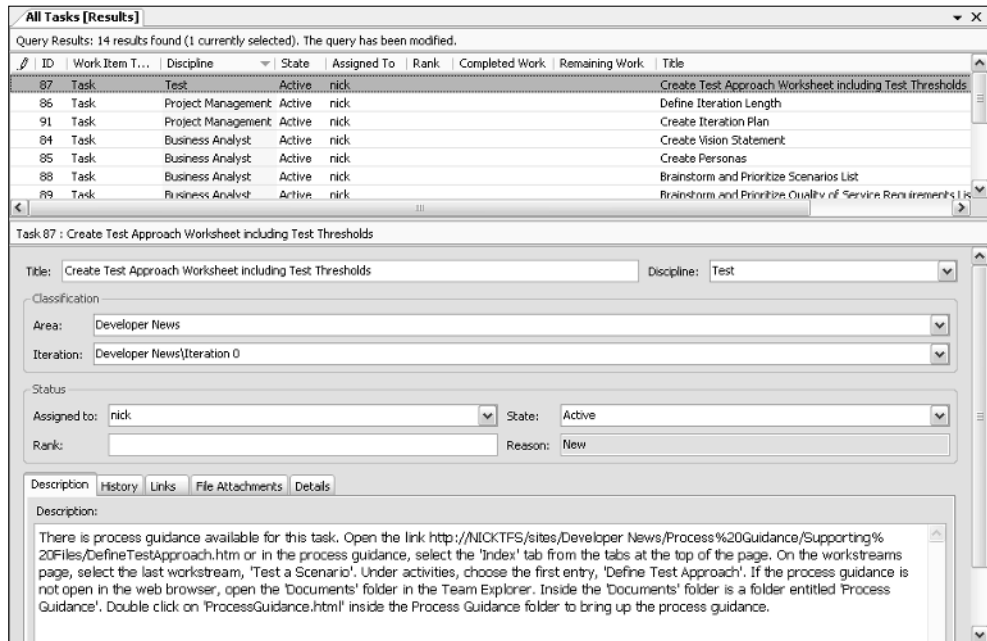 All Tasks [Results]
Query Results: 14 results found (1 currently selected). The query has been modified.
ID Work Item T... Discipline State Assigned To Rank Completed Work Remaining Work Title
87 Task Test Active nick Create Test Approach Worksheet including Test Thresholds
86 Task Project Management Active nick Define Iteration Length
91 Task Project Management Active nick Create Iteration Plan
84 Task Business Analyst Active nick Create Vision Statement
85 Task Business Analyst Active nick Create Personas
88 Task Business Analyst Active nick Brainstorm and Prioritize Scenarios List
89 Task Business Analyst Active nick Brainstorm and Prioritize Quality of Service Requirements Lis
Task 87 : Create Test Approach Worksheet including Test Thresholds
Title: Create Test Approach Worksheet including Test Thresholds Discipline: Test
Classification
Area: Developer News
Iteration: Developer News\Iteration 0
Status
Assigned to: nick State: Active
Rank: Reason: New
Description History Links File Attachments Details
Description:
There is process guidance available for this task. Open the link http://NICKTFS/sites/Developer News/Process%20Guidance/Supporting%
20Files/DefineTestApproach.htm or in the process guidance, select the 'Index' tab from the tabs at the top of the page. On the workstreams
page, select the last workstream, 'Test a Scenario'. Under activities, choose the first entry, 'Define Test Approach'. If the process guidance is
not open in the web browser, open the 'Documents' folder in the Team Explorer. Inside the 'Documents' folder is a folder entitled 'Process
Guidance'. Double click on 'ProcessGuidance.html' inside the Process Guidance folder to bring up the process guidance.